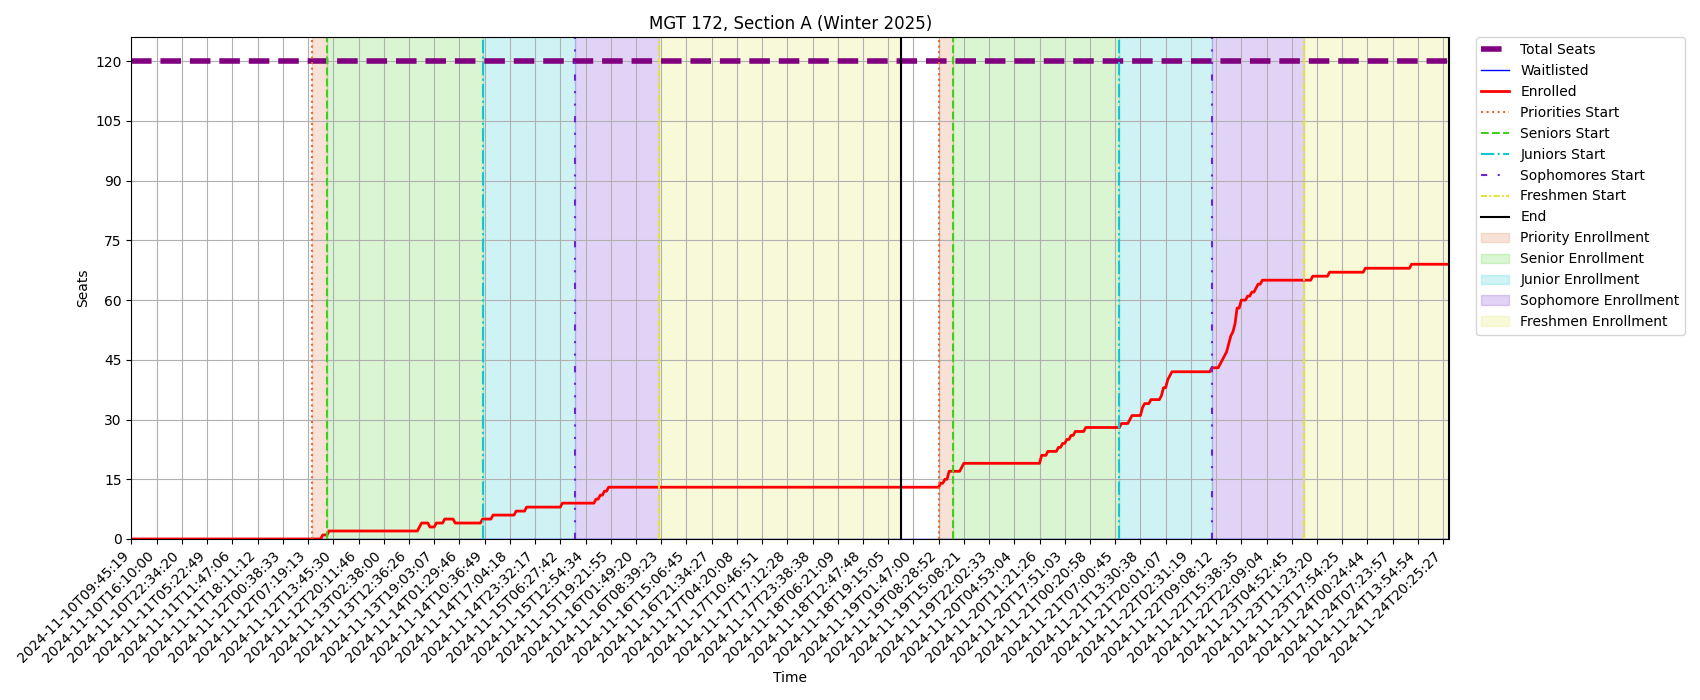 MGT 172, Section A (Winter 2025)
Seats
120
105
90
75
60
45
30
15
0
2024-11-10T09:45:19
2024-11-10T16:10:00
2024-11-10T22:34:20
2024-11-11T05:22:49
2024-11-11T11:47:06
2024-11-11T18:11:12
2024-11-12T00:38:33
2024-11-12T07:19:13
2024-11-12T13:45:30
2024-11-12T20:11:46
2024-11-13T02:38:00
2024-11-13T12:36:26
2024-11-13T19:03:07
2024-11-14T01:29:46
2024-11-14T10:36:49
2024-11-14T17:04:18
2024-11-14T23:32:17
2024-11-15T06:27:42
2024-11-15T12:54:34
2024-11-15T19:21:55
2024-11-16T01:49:20
2024-11-16T08:39:23
2024-11-16T15:06:45
2024-11-16T21:34:27
2024-11-17T04:20:08
2024-11-17T10:46:51
2024-11-17T17:12:28
2024-11-17T23:38:38
2024-11-18T06:21:09
2024-11-18T12:47:48
2024-11-18T19:15:05
2024-11-19T01:47:00
2024-11-19T08:28:52
2024-11-19T15:08:21
2024-11-19T22:02:33
2024-11-20T04:53:04
2024-11-20T11:21:26
2024-11-20T17:51:03
2024-11-21T00:20:58
2024-11-21T07:00:45
2024-11-21T13:30:38
2024-11-21T20:01:07
2024-11-22T02:31:19
2024-11-22T09:08:12
2024-11-22T15:38:35
2024-11-22T22:09:04
2024-11-23T04:52:45
2024-11-23T11:23:20
2024-11-23T17:54:25
2024-11-24T00:24:44
2024-11-24T07:23:57
2024-11-24T13:54:54
2024-11-24T20:25:27
Time
Total Seats
Waitlisted
Enrolled
Priorities Start
Seniors Start
Juniors Start
Sophomores Start
Freshmen Start
End
Priority Enrollment
Senior Enrollment
Junior Enrollment
Sophomore Enrollment
Freshmen Enrollment